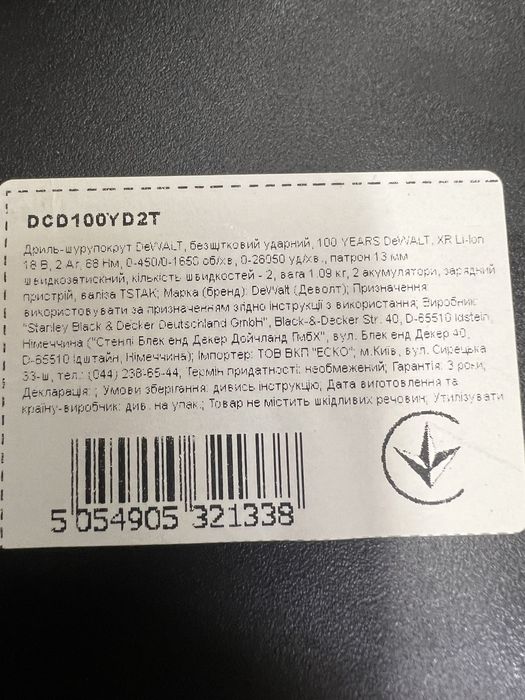 DCD100YD2T
Дриль-шурупокрут DeWALT, безщтковий ударний, 100 YEARS DeWALT, XR Li-Ion
18 В, 2 Аг, 68 Нм, 0-450/0-1650 об/хв., 0-28050 уд/хв., патрон 13 мм
швидкозатискний, кількість швидкостей - 2, вага 1.09 кг, 2 акумулятори, зарядний
пристрій, валіза TSTAK; Марка (бренд): DeWalt (Деволт); Призначення:
використовувати за призначенням згідно інструкції з використання; Виробник:
"Stanley Black & Decker Deutschland GmbH", Black-&-Decker Str. 40, D-65510 Idstein,
Німеччина ("Стенлі Блек енд Декер Дойчланд ГмбХ", вул. Блек енд Декер 40,
D-65510 Ідштайн, Німеччина); Імпортер: ТОВ ВКП "ЕСКО", м.Київ, вул. Сирецька
33-ш, тел.: (044) 238-65-44, Термін придатності: необмежений; Гарантія: 3 роки;
Декларація: ; Умови зберігання: дивись інструкцію; Дата виготовлення та
країну-виробник: див. на упак.; Товар не містить шкідливих речовин; Утилізувати
5 054905 321338